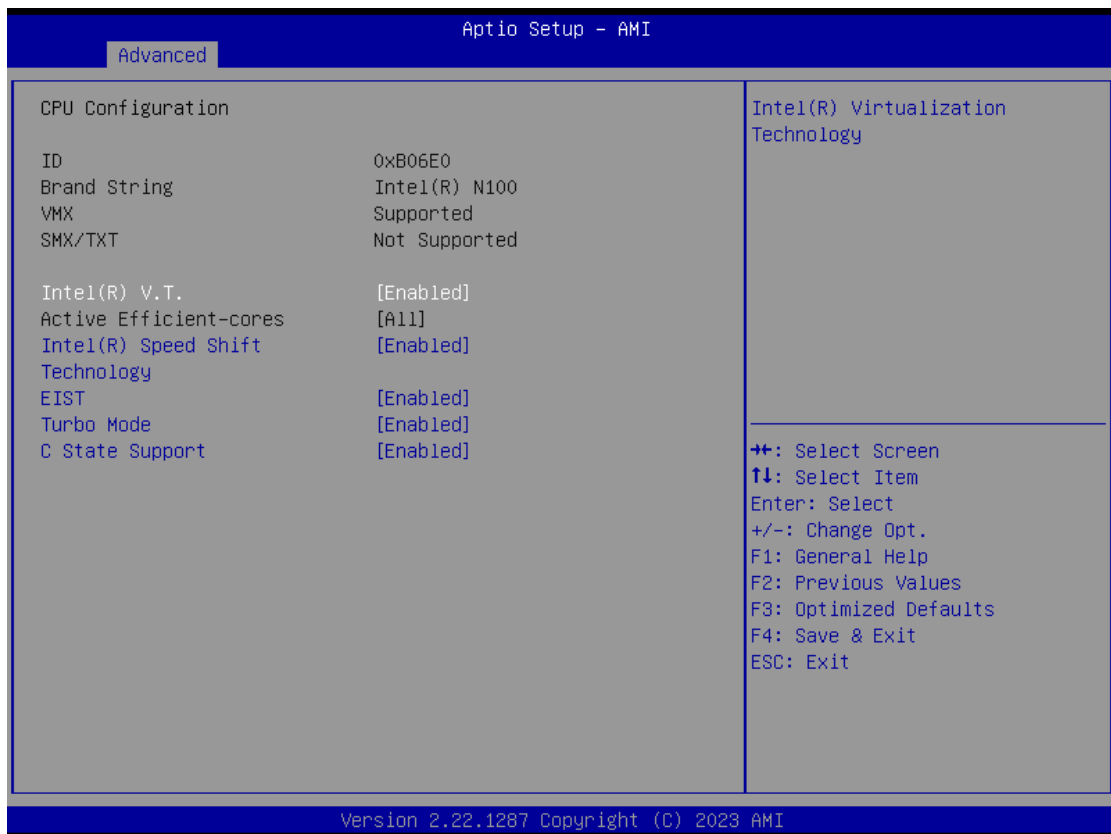 Aptio Setup - AMI
Advanced
CPU Configuration
ID 0xB06E0
Brand String Intel(R) N100
VMX Supported
SMX/TXT Not Supported
Intel(R) V.T. [Enabled]
Active Efficient-cores [All]
Intel(R) Speed Shift [Enabled]
Technology
EIST [Enabled]
Turbo Mode [Enabled]
C State Support [Enabled]
Intel(R) Virtualization
Technology
→←: Select Screen
↑↓: Select Item
Enter: Select
+/-: Change Opt.
F1: General Help
F2: Previous Values
F3: Optimized Defaults
F4: Save & Exit
ESC: Exit
Version 2.22.1287 Copyright (C) 2023 AMI